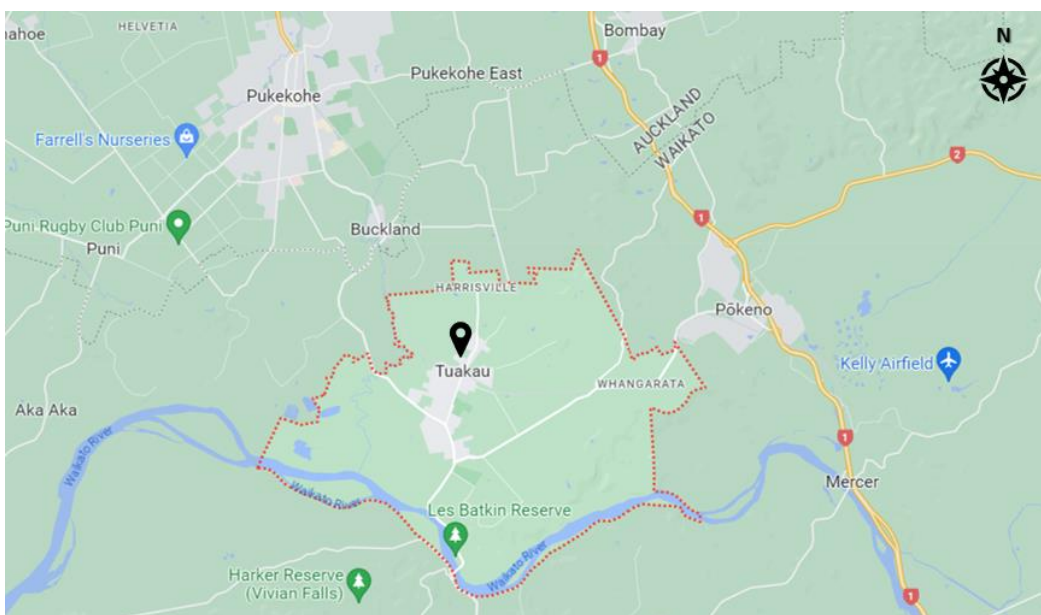 HELVETIA
Bombay
N
1
ahoe
Pukekohe East
Pukekohe
AUCKLAND
WAIKATO
Farrell's Nurseries
2
Puni Rugby Club Puni
Puni
Buckland
1
HARRISVILLE
Pōkeno
Tuakau
Kelly Airfield
WHANGARATA
Aka Aka
1
Waikato River
Waikato River
Mercer
Les Batkin Reserve
Waikato River
Harker Reserve
(Vivian Falls)
1